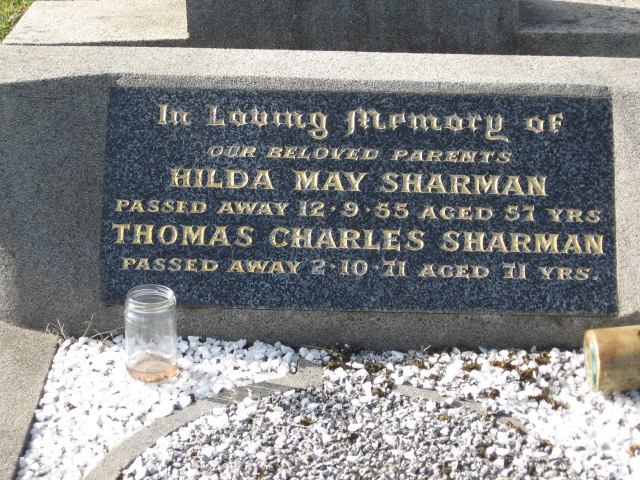 In Loving Memory of
OUR BELOVED PARENTS
HILDA MAY SHARMAN
PASSED AWAY 12·9·55 AGED 57 YRS
THOMAS CHARLES SHARMAN
PASSED AWAY 2·10·71 AGED 71 YRS.